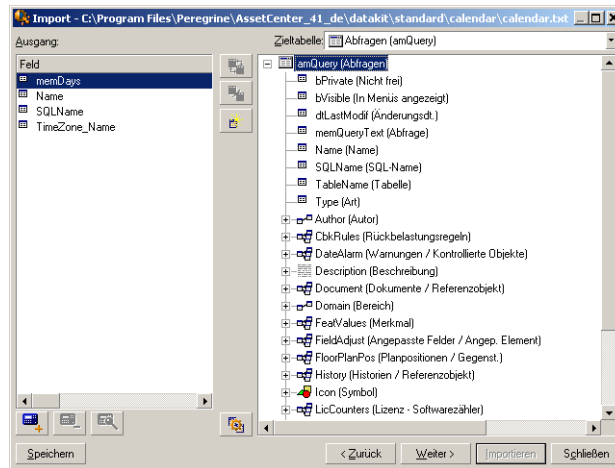 Import - C:\Program Files\Peregrine\AssetCenter_41_de\datakit\standard\calendar\calendar.txt
Ausgang:
Zieltabelle: Abfragen (amQuery)
Feld
memDays
Name
SQLName
TimeZone_Name
amQuery (Abfragen)
bPrivate (Nicht frei)
bVisible (In Menüs angezeigt)
dtLastModif (Änderungsdt.)
memQueryText (Abfrage)
Name (Name)
SQLName (SQL-Name)
TableName (Tabelle)
Type (Art)
Author (Autor)
CbkRules (Rückbelastungsregeln)
DateAlarm (Warnungen / Kontrollierte Objekte)
Description (Beschreibung)
Document (Dokumente / Referenzobjekt)
Domain (Bereich)
FeatValues (Merkmal)
FieldAdjust (Angepasste Felder / Angep. Element)
FloorPlanPos (Planpositionen / Gegenst.)
History (Historien / Referenzobjekt)
Icon (Symbol)
LicCounters (Lizenz - Softwarezähler)
Speichern
< Zurück
Weiter >
Importieren
Schließen